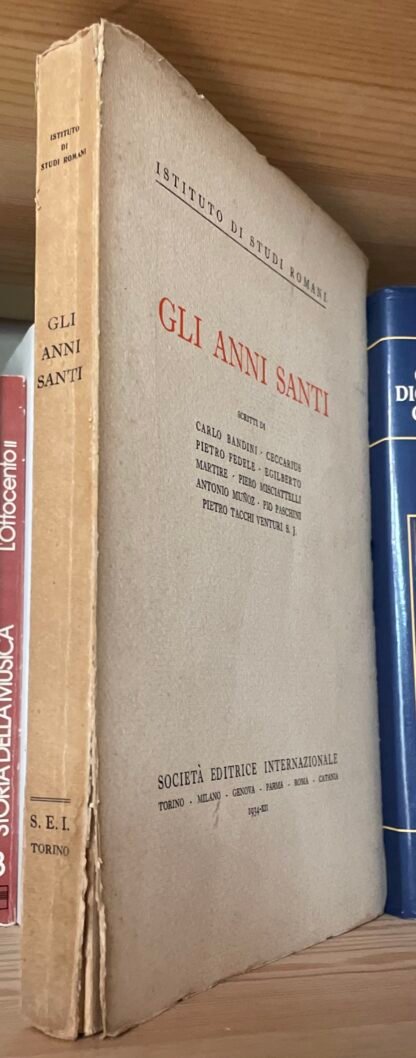 ISTITUTO
DI
STUDI ROMANI
GLI
ANNI
SANTI
S. E. I.
TORINO
ISTITUTO DI STUDI ROMANI
GLI ANNI SANTI
SCRITTI DI
CARLO BANDINI - CECCARIUS
PIETRO FEDELE - EGILBERTO
MARTIRE - PIERO MISCIATTELLI
ANTONIO MUÑOZ - PIO PASCHINI
PIETRO TACCHI VENTURI S. J.
SOCIETÀ EDITRICE INTERNAZIONALE
TORINO - MILANO - GENOVA - PARMA - ROMA - CATANIA
1934-XII
STORIA DELLA MUSICA
L'Ottocento II